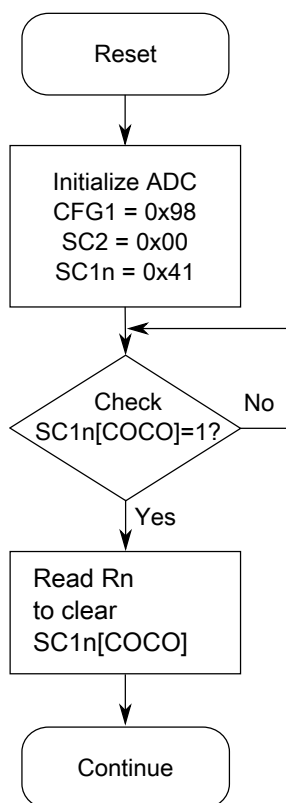 Reset
Initialize ADC
CFG1 = 0x98
SC2 = 0x00
SC1n = 0x41
Check
SC1n[COCO]=1?
No
Yes
Read Rn
to clear
SC1n[COCO]
Continue